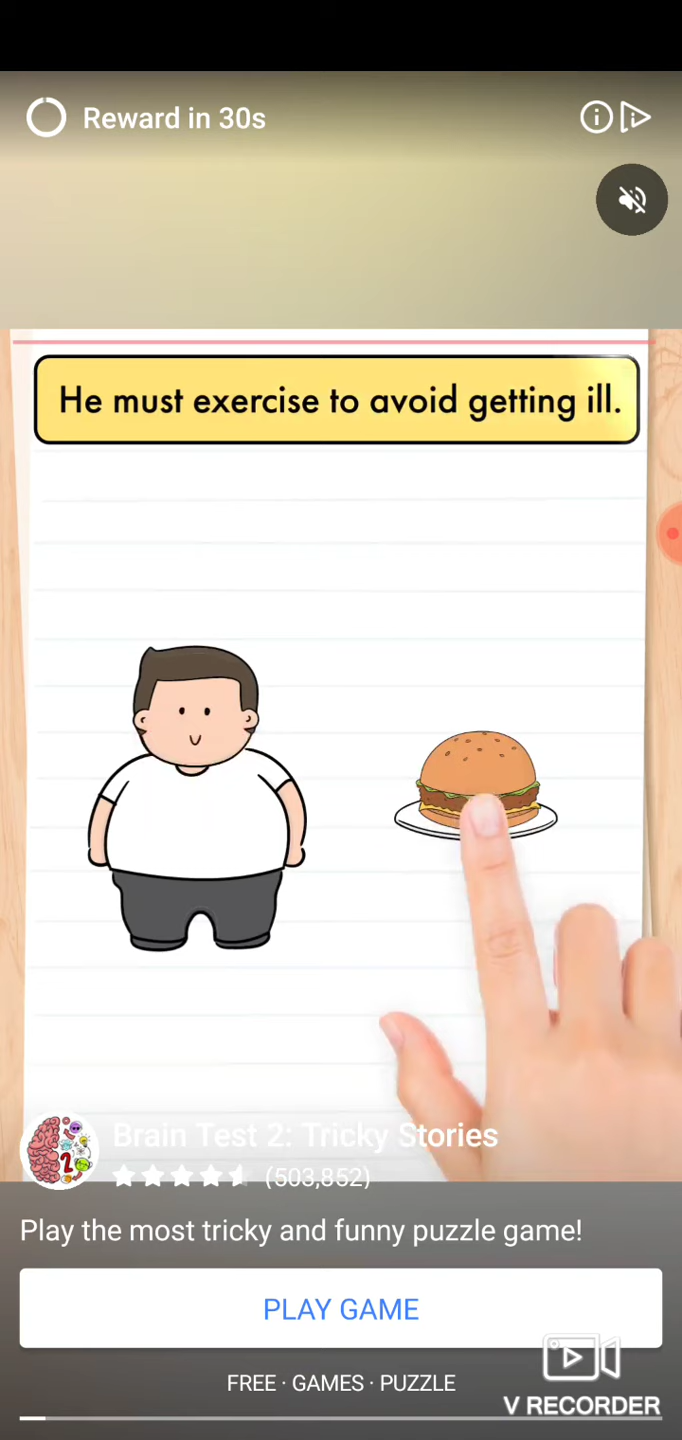 Reward in 30s
He must exercise to avoid getting ill.
2
Brain Test 2: Tricky Stories
(503,852)
Play the most tricky and funny puzzle game!
PLAY GAME
FREE · GAMES · PUZZLE
V RECORDER